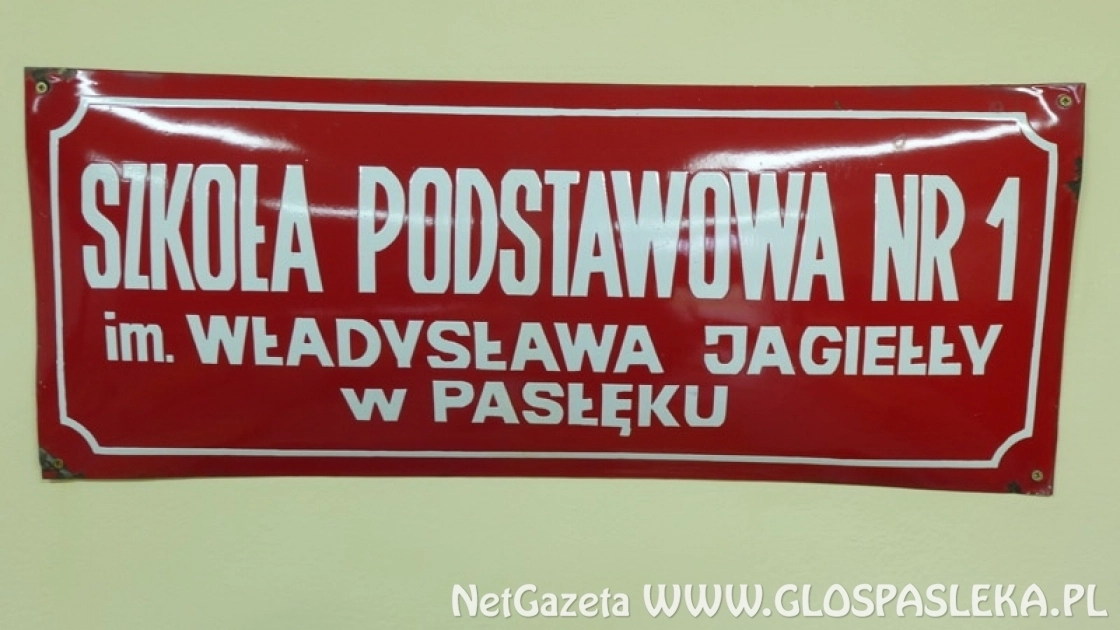 SZKOŁA PODSTAWOWA NR 1
im. WŁADYSŁAWA JAGIEŁŁY
W PASŁĘKU
NetGazeta WWW.GLOSPASLEKA.PL